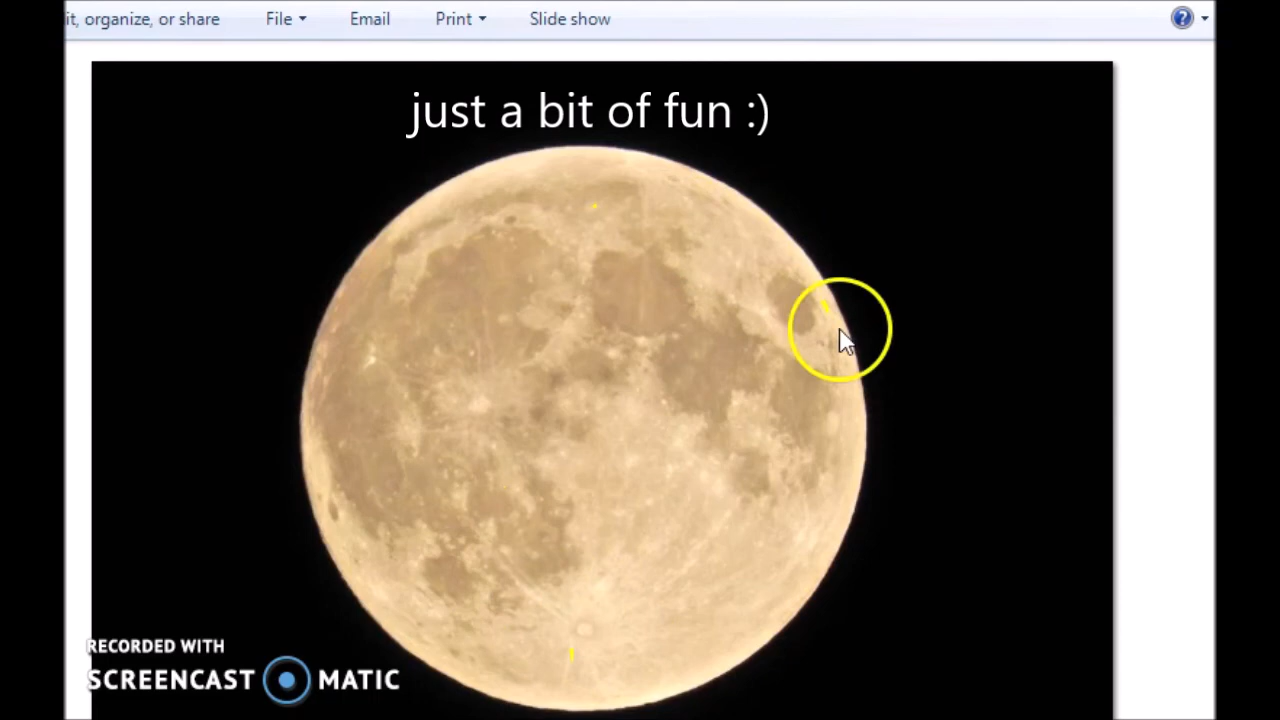 it, organize, or share File Email Print Slide show
just a bit of fun :)
RECORDED WITH
SCREENCAST MATIC